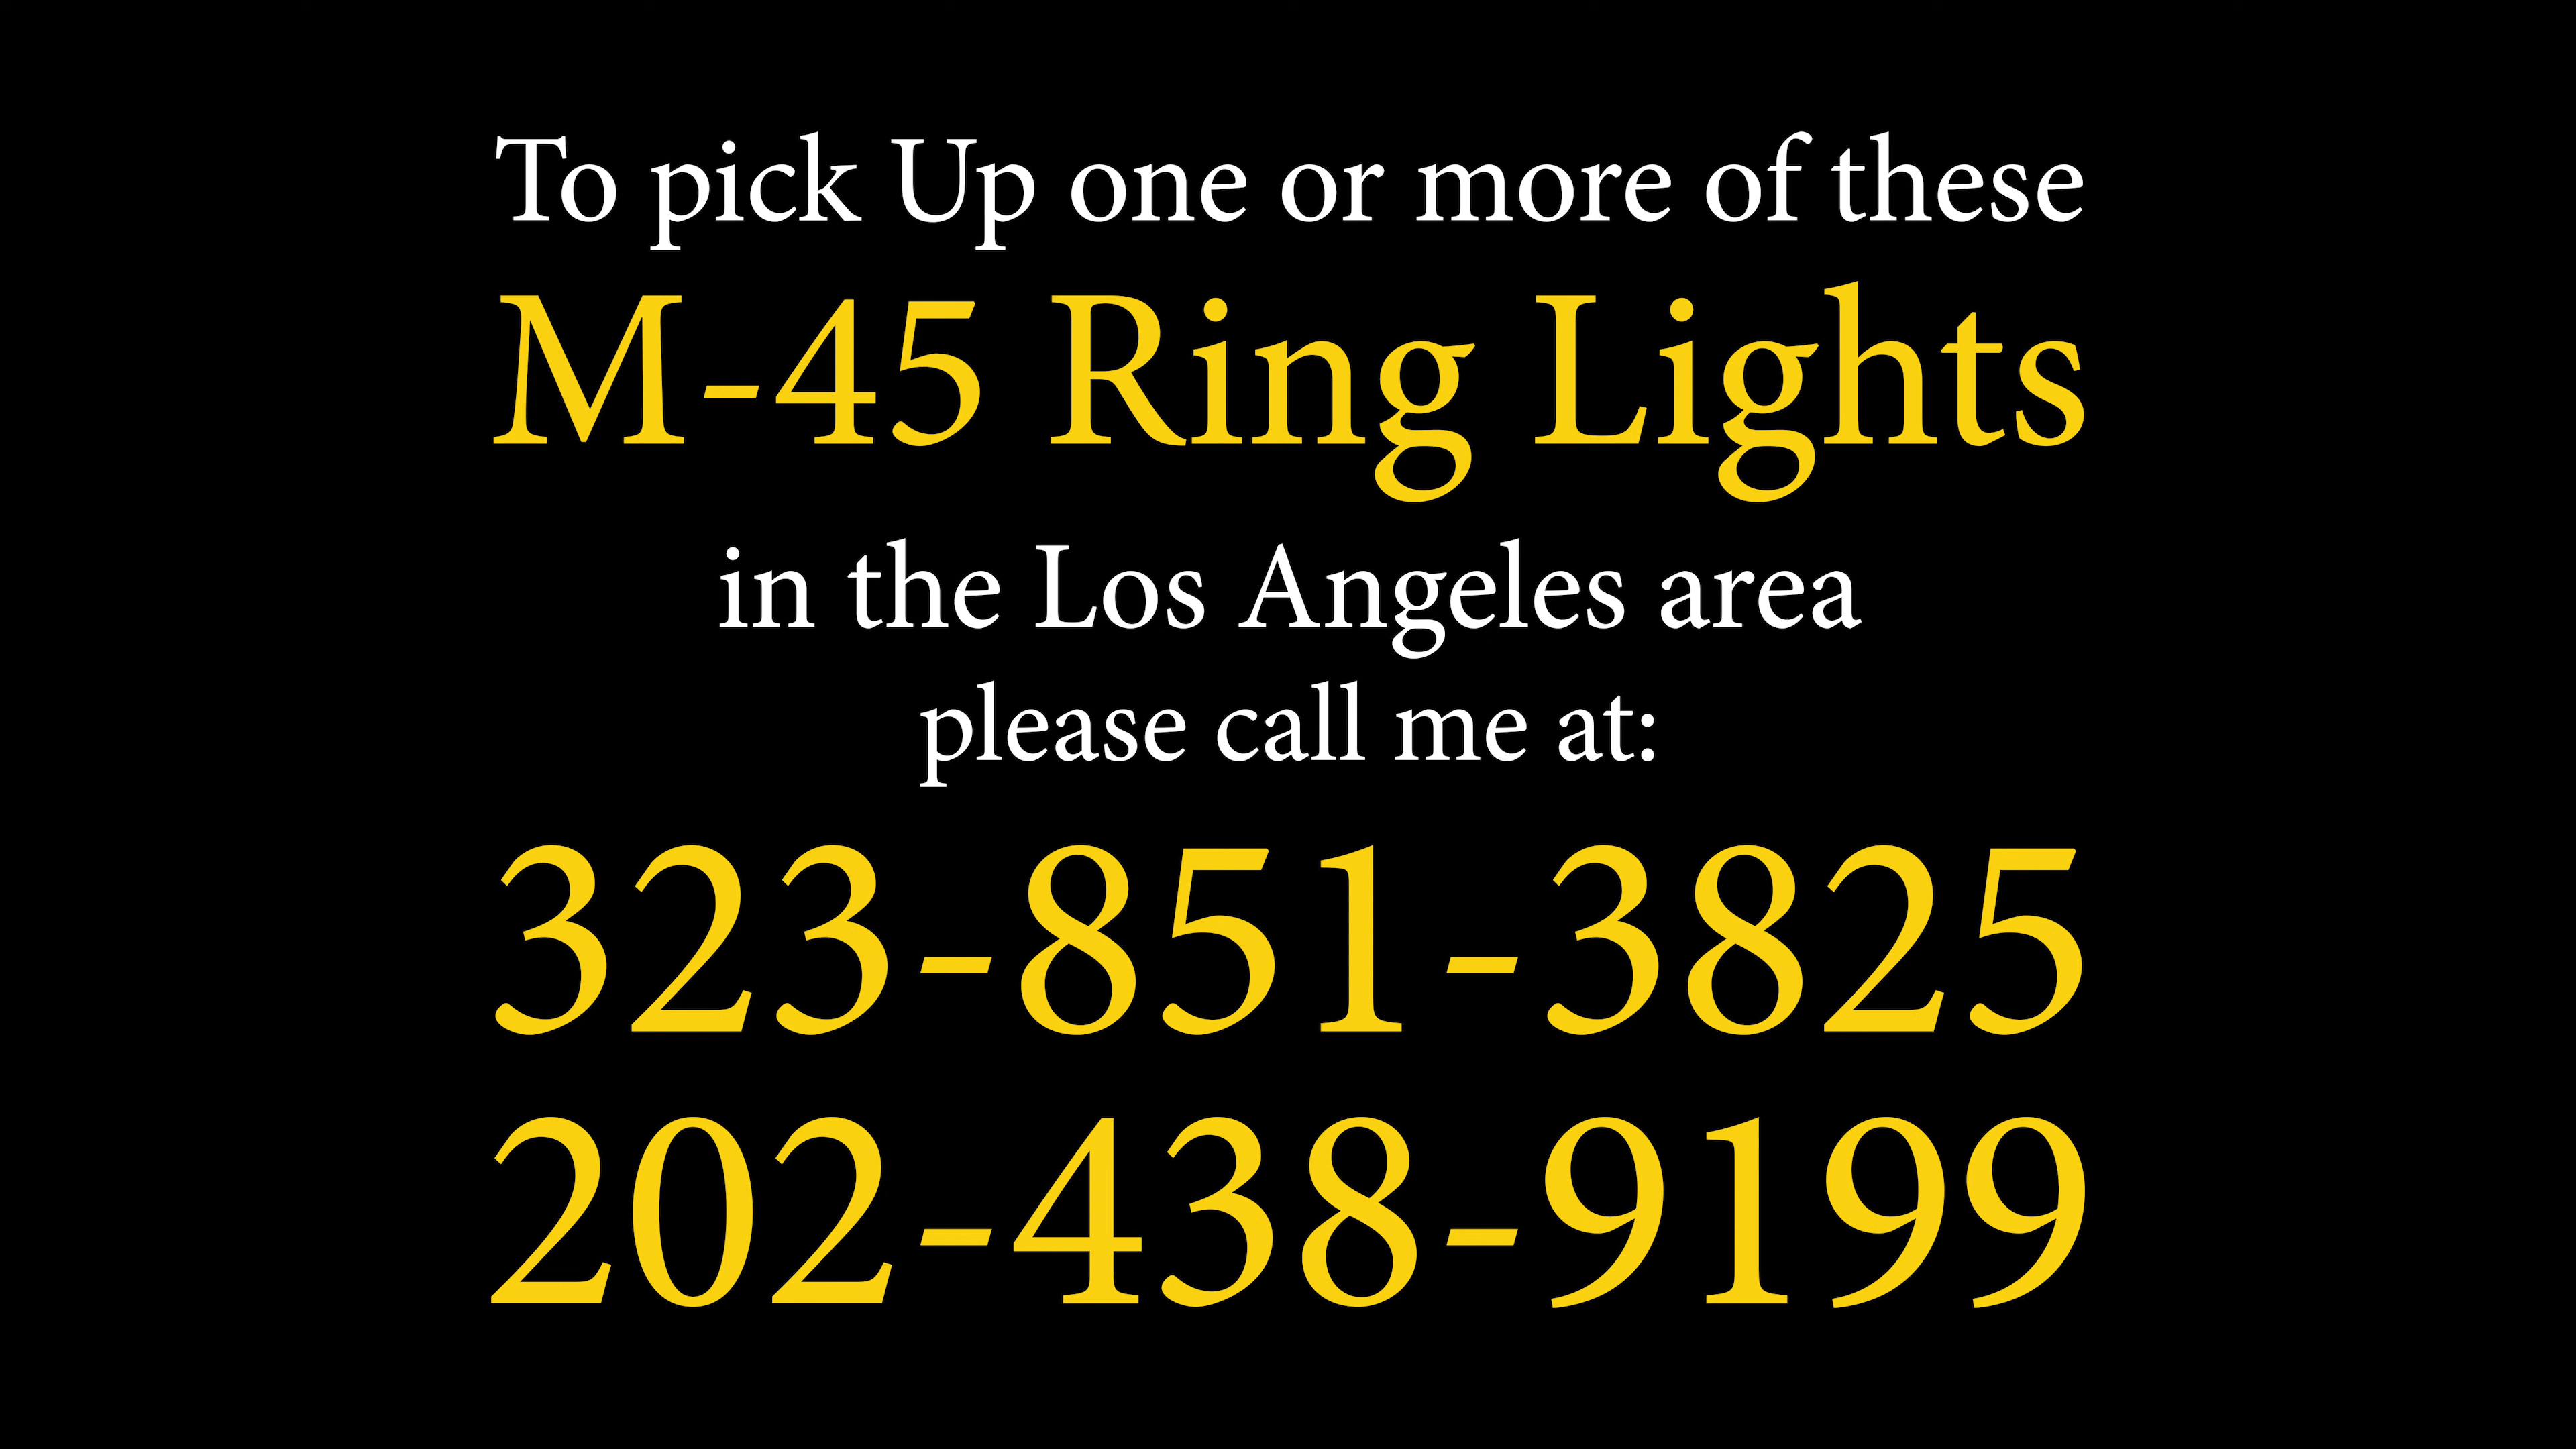 To pick Up one or more of these
M-45 Ring Lights
in the Los Angeles area
please call me at:
323-851-3825
202-438-9199